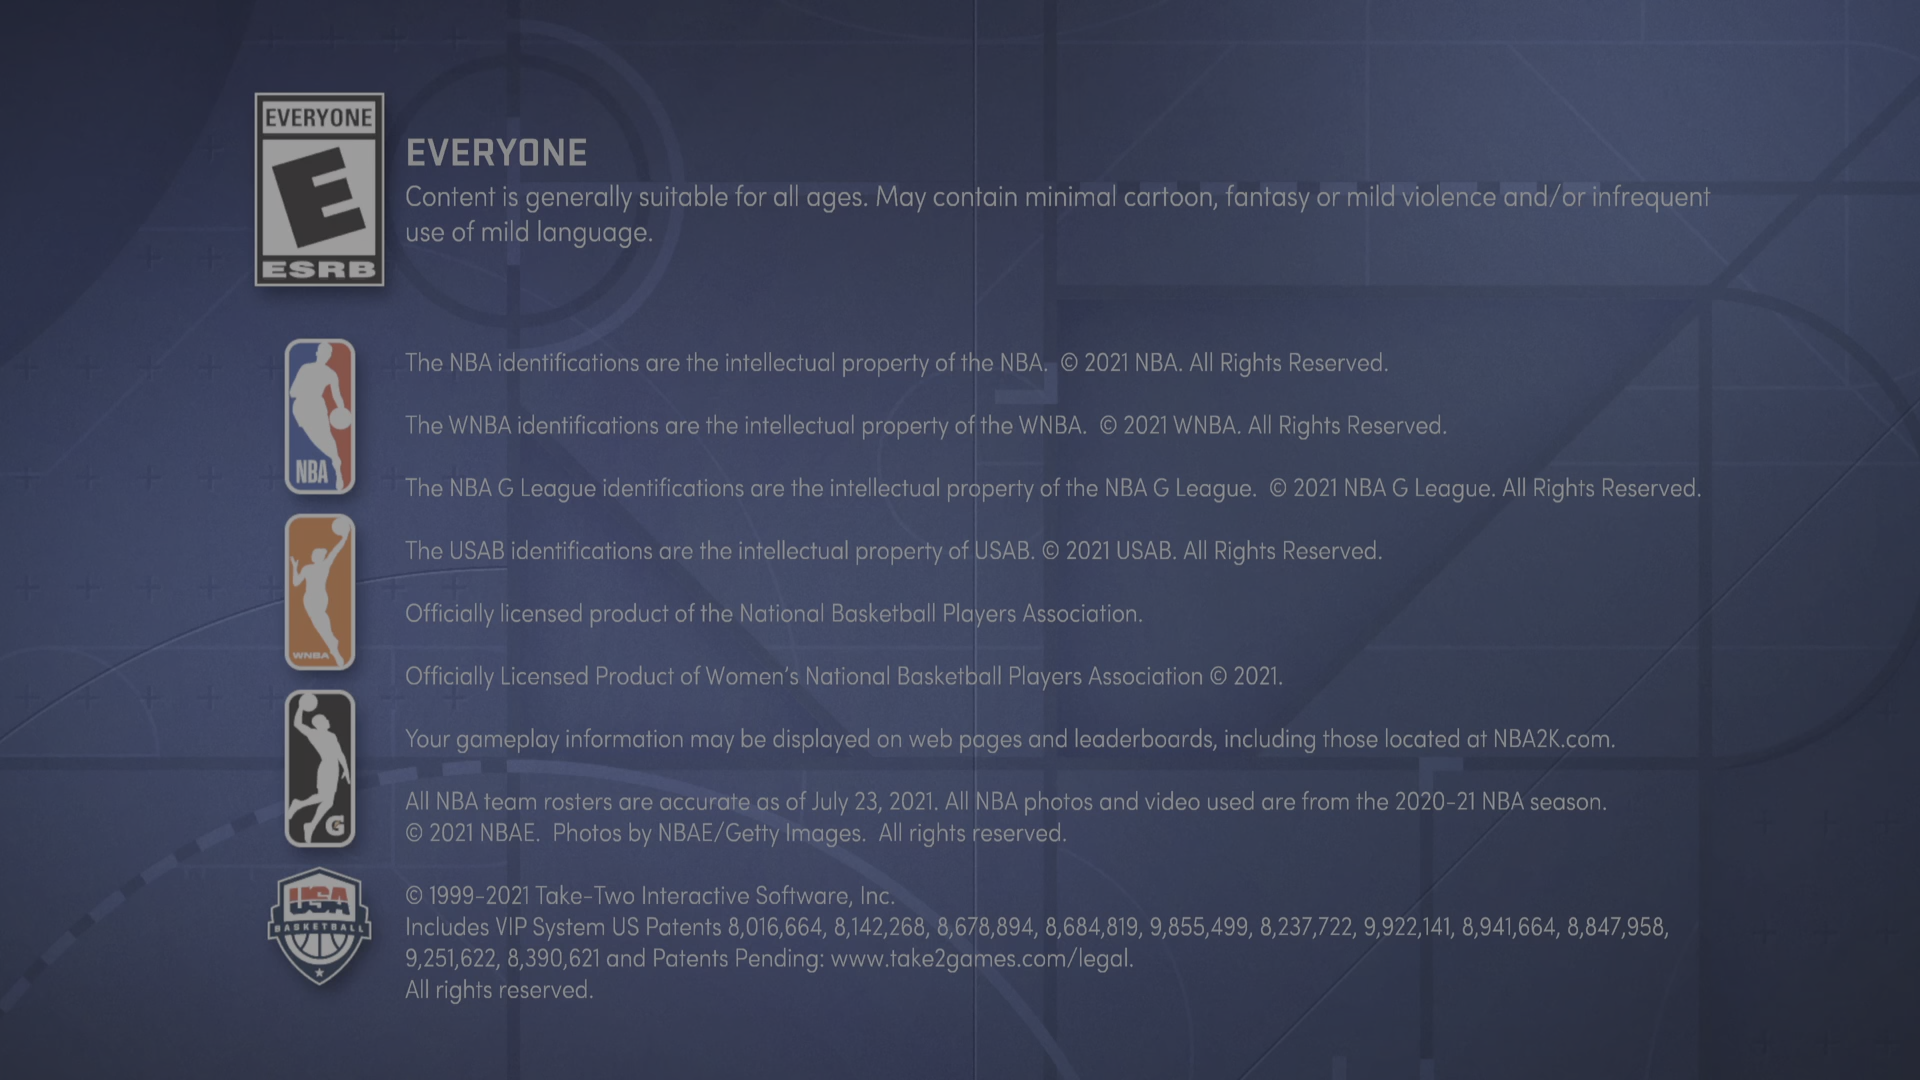 EVERYONE
E
ESRB
EVERYONE
Content is generally suitable for all ages. May contain minimal cartoon, fantasy or mild violence and/or infrequent
use of mild language.
NBA
The NBA identifications are the intellectual property of the NBA.  © 2021 NBA. All Rights Reserved.
The WNBA identifications are the intellectual property of the WNBA.  © 2021 WNBA. All Rights Reserved.
The NBA G League identifications are the intellectual property of the NBA G League.  © 2021 NBA G League. All Rights Reserved.
WNBA
The USAB identifications are the intellectual property of USAB. © 2021 USAB. All Rights Reserved.
Officially licensed product of the National Basketball Players Association.
Officially Licensed Product of Women's National Basketball Players Association © 2021.
G
Your gameplay information may be displayed on web pages and leaderboards, including those located at NBA2K.com.
All NBA team rosters are accurate as of July 23, 2021. All NBA photos and video used are from the 2020-21 NBA season.
© 2021 NBAE.  Photos by NBAE/Getty Images.  All rights reserved.
USA
BASKETBALL
© 1999-2021 Take-Two Interactive Software, Inc.
Includes VIP System US Patents 8,016,664, 8,142,268, 8,678,894, 8,684,819, 9,855,499, 8,237,722, 9,922,141, 8,941,664, 8,847,958,
9,251,622, 8,390,621 and Patents Pending: www.take2games.com/legal.
All rights reserved.